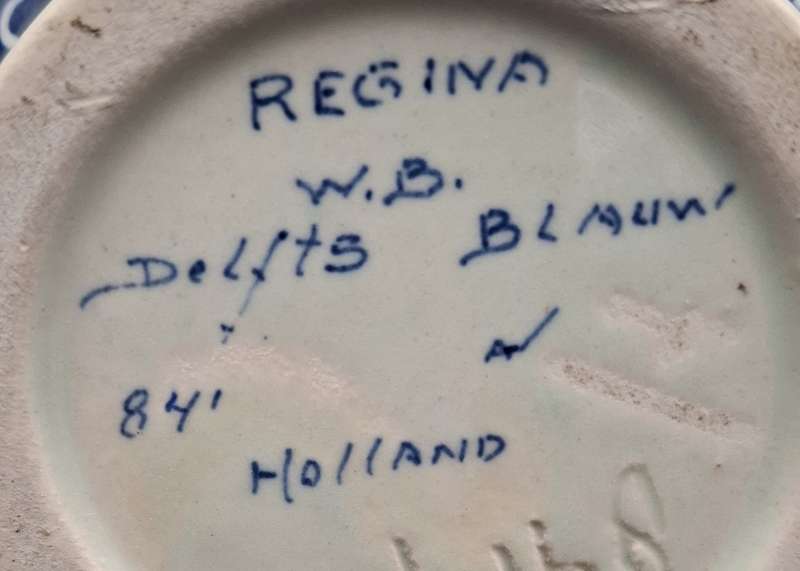 REGINA
W.B.
Delfts BLAUW
84'
HOLLAND